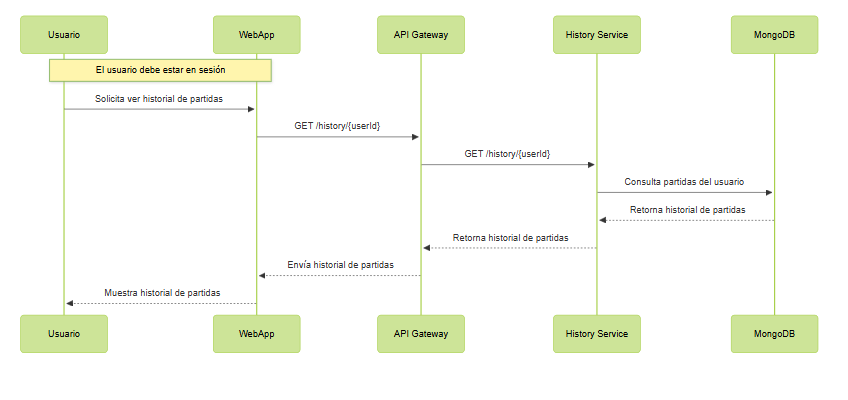 Usuario
WebApp
API Gateway
History Service
MongoDB
El usuario debe estar en sesión
Solicita ver historial de partidas
GET /history/{userId}
GET /history/{userId}
Consulta partidas del usuario
Retorna historial de partidas
Retorna historial de partidas
Envía historial de partidas
Muestra historial de partidas
Usuario
WebApp
API Gateway
History Service
MongoDB